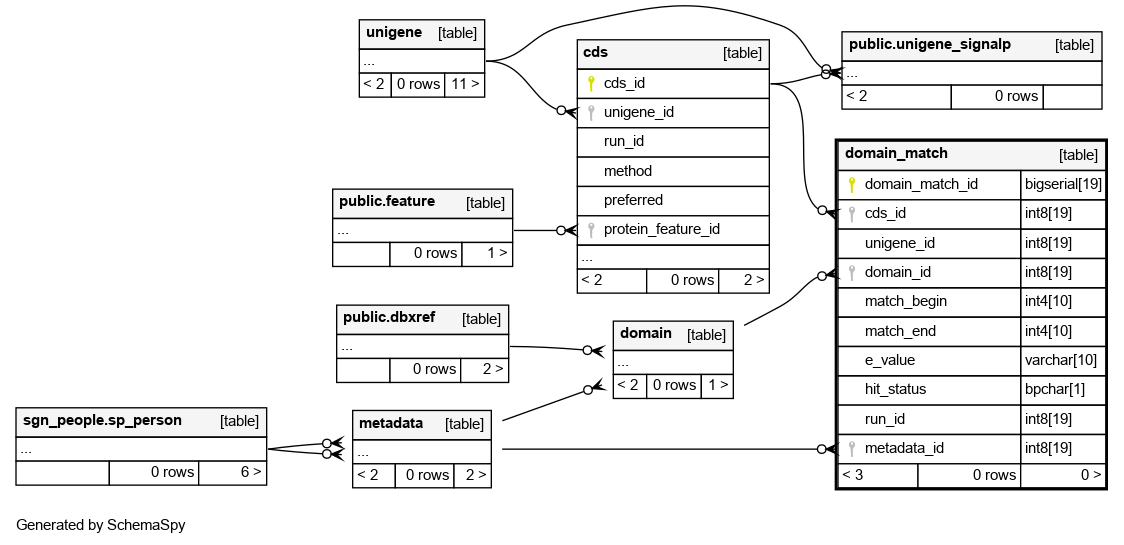 unigene [table]
...
< 2 0 rows 11 >
cds [table]
cds_id
unigene_id
run_id
method
preferred
protein_feature_id
...
< 2 0 rows 2 >
public.unigene_signalp [table]
...
< 2 0 rows
domain_match [table]
domain_match_id bigserial[19]
cds_id int8[19]
unigene_id int8[19]
domain_id int8[19]
match_begin int4[10]
match_end int4[10]
e_value varchar[10]
hit_status bpchar[1]
run_id int8[19]
metadata_id int8[19]
< 3 0 rows 0 >
public.feature [table]
...
0 rows 1 >
public.dbxref [table]
...
0 rows 2 >
domain [table]
...
< 2 0 rows 1 >
sgn_people.sp_person [table]
...
0 rows 6 >
metadata [table]
...
< 2 0 rows 2 >
Generated by SchemaSpy